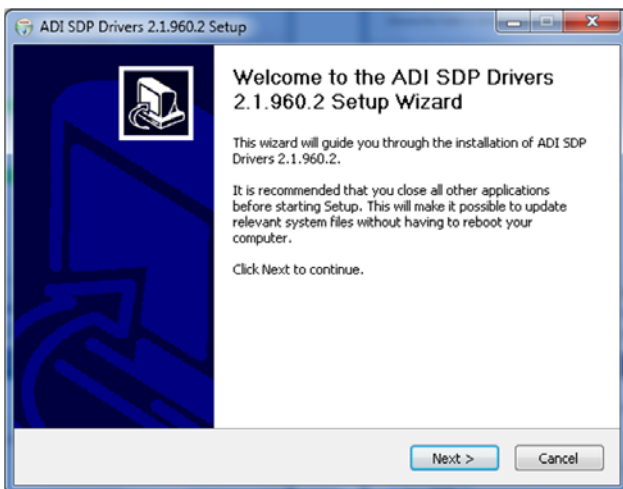 ADI SDP Drivers 2.1.960.2 Setup
Welcome to the ADI SDP Drivers
2.1.960.2 Setup Wizard
This wizard will guide you through the installation of ADI SDP
Drivers 2.1.960.2.
It is recommended that you close all other applications
before starting Setup. This will make it possible to update
relevant system files without having to reboot your
computer.
Click Next to continue.
Next >
Cancel